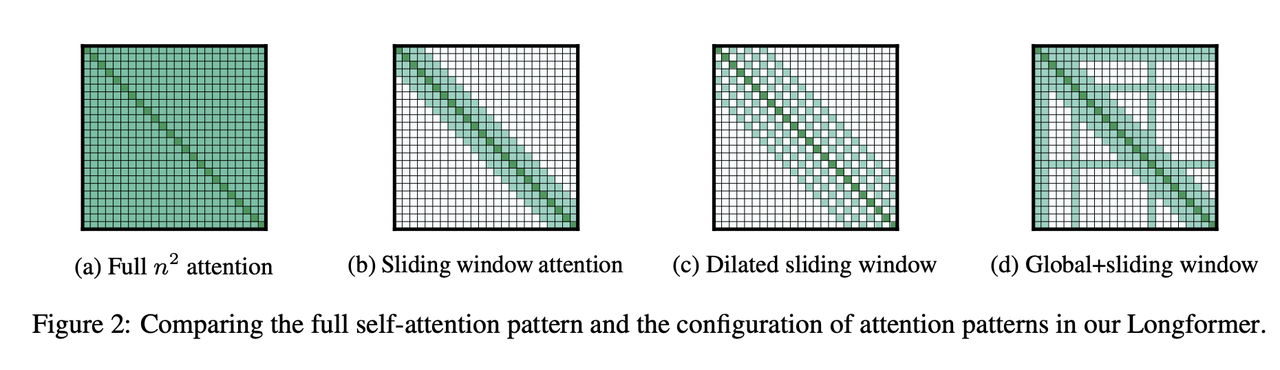 (a) Full n² attention
(b) Sliding window attention
(c) Dilated sliding window
(d) Global+sliding window
Figure 2: Comparing the full self-attention pattern and the configuration of attention patterns in our Longformer.